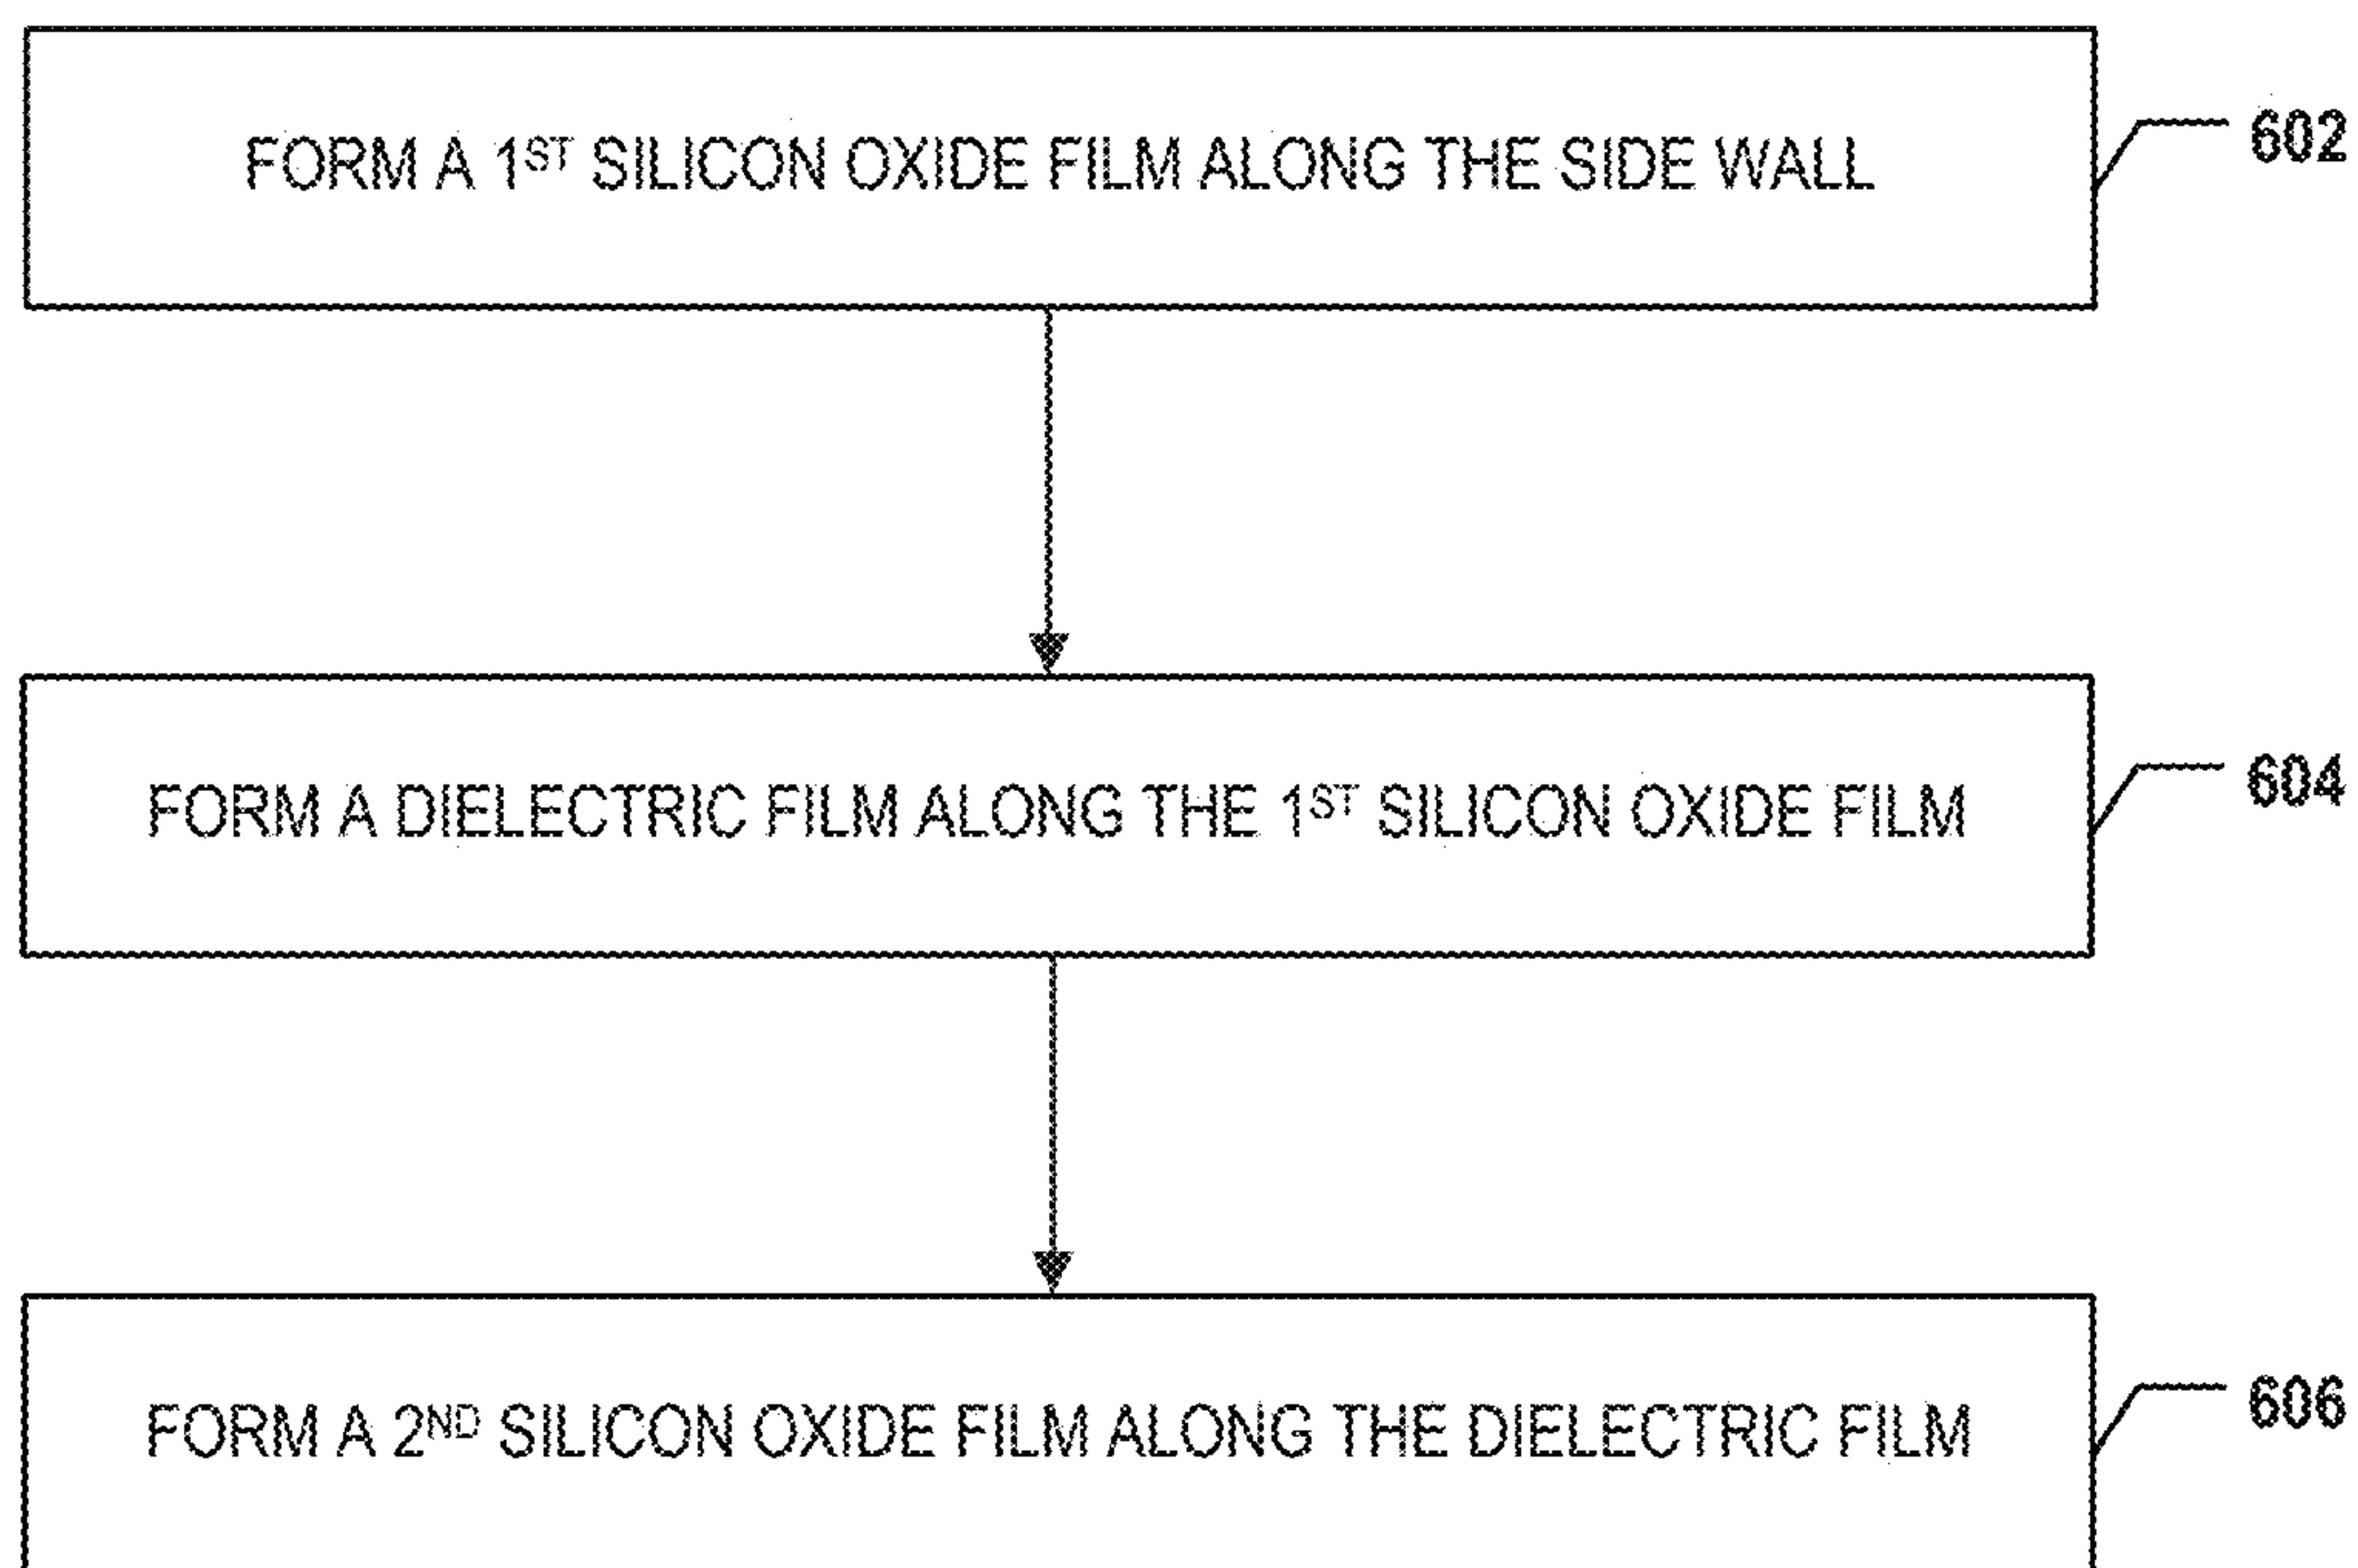 FORM A 1ST SILICON OXIDE FILM ALONG THE SIDE WALL
602
FORM A DIELECTRIC FILM ALONG THE 1ST SILICON OXIDE FILM
604
FORM A 2ND SILICON OXIDE FILM ALONG THE DIELECTRIC FILM
606